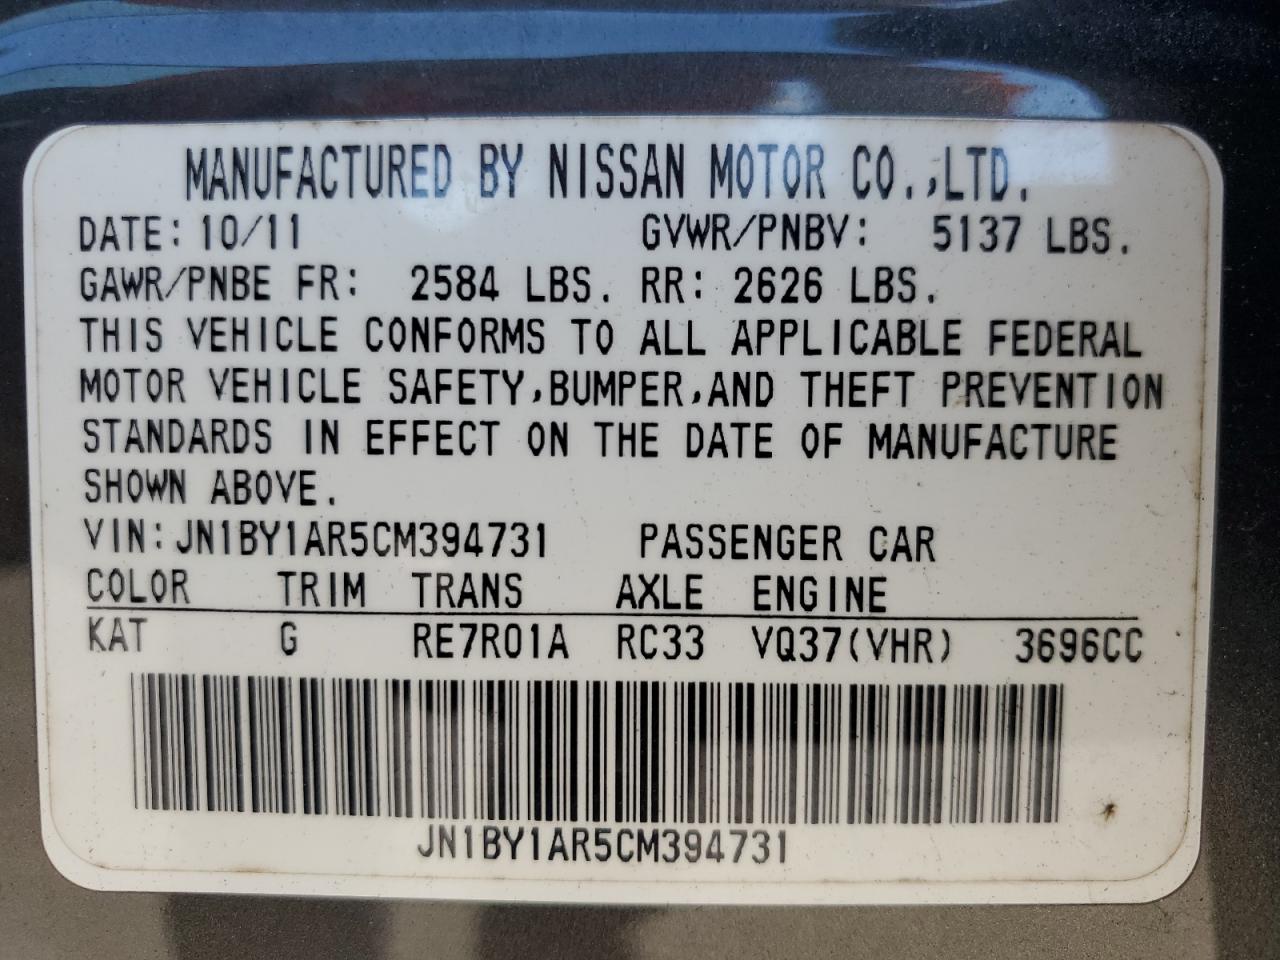 MANUFACTURED BY NISSAN MOTOR CO.,LTD.
DATE: 10/11 GVWR/PNBV: 5137 LBS.
GAWR/PNBE FR: 2584 LBS. RR: 2626 LBS.
THIS VEHICLE CONFORMS TO ALL APPLICABLE FEDERAL
MOTOR VEHICLE SAFETY,BUMPER,AND THEFT PREVENTION
STANDARDS IN EFFECT ON THE DATE OF MANUFACTURE
SHOWN ABOVE.
VIN: JN1BY1AR5CM394731 PASSENGER CAR
COLOR TRIM TRANS AXLE ENGINE
KAT G RE7R01A RC33 VQ37(VHR) 3696CC
JN1BY1AR5CM394731